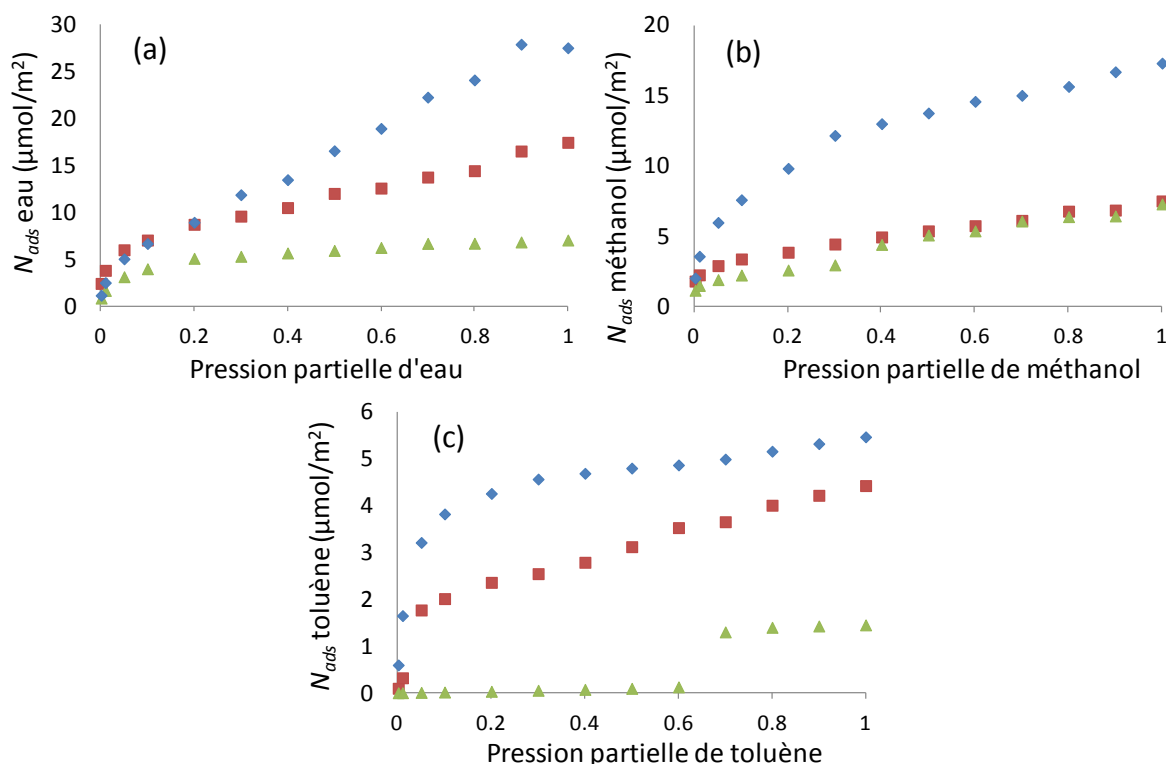 (a)
N_ads eau (µmol/m²)
30
25
20
15
10
5
0
0 0.2 0.4 0.6 0.8 1
Pression partielle d'eau
(b)
N_ads méthanol (µmol/m²)
20
15
10
5
0
0 0.2 0.4 0.6 0.8 1
Pression partielle de méthanol
(c)
N_ads toluène (µmol/m²)
6
5
4
3
2
1
0
0 0.2 0.4 0.6 0.8 1
Pression partielle de toluène